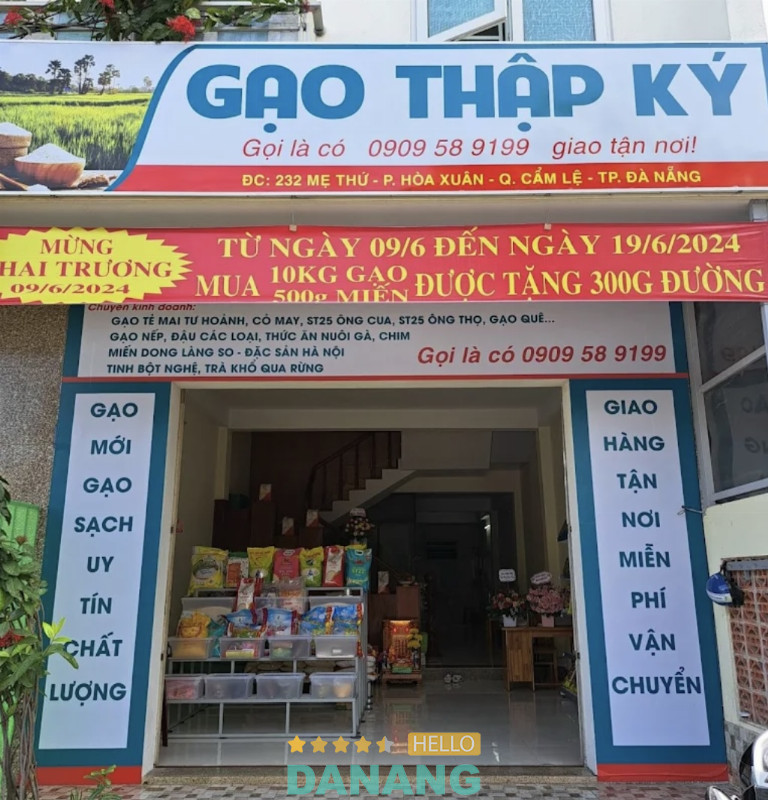 GẠO THẬP KÝ
Gọi là có 0909 58 9199 giao tận nơi!
ĐC: 232 MẸ THỨ - P. HÒA XUÂN - Q. CẨM LỆ - TP. ĐÀ NẴNG
MỪNG
KHAI TRƯƠNG
09/6/2024
TỪ NGÀY 09/6 ĐẾN NGÀY 19/6/2024
MUA 10KG GẠO 500g MIẾN ĐƯỢC TẶNG 300G ĐƯỜNG
Chuyên kinh doanh:
GẠO TẺ MAI TƯ HOẢNH, CỎ MAY, ST25 ÔNG CUA, ST25 ÔNG THỌ, GẠO QUÊ...
GẠO NẾP, ĐẬU CÁC LOẠI, THỨC ĂN NUÔI GÀ, CHIM
MIẾN DONG LÀNG SO - ĐẶC SẢN HÀ NỘI
TINH BỘT NGHỆ, TRÀ KHỔ QUA RỪNG
Gọi là có 0909 58 9199
GẠO
MỚI
GẠO
SẠCH
UY
TÍN
CHẤT
LƯỢNG
GIAO
HÀNG
TẬN
NƠI
MIỄN
PHÍ
VẬN
CHUYỂN
HELLO
DANANG